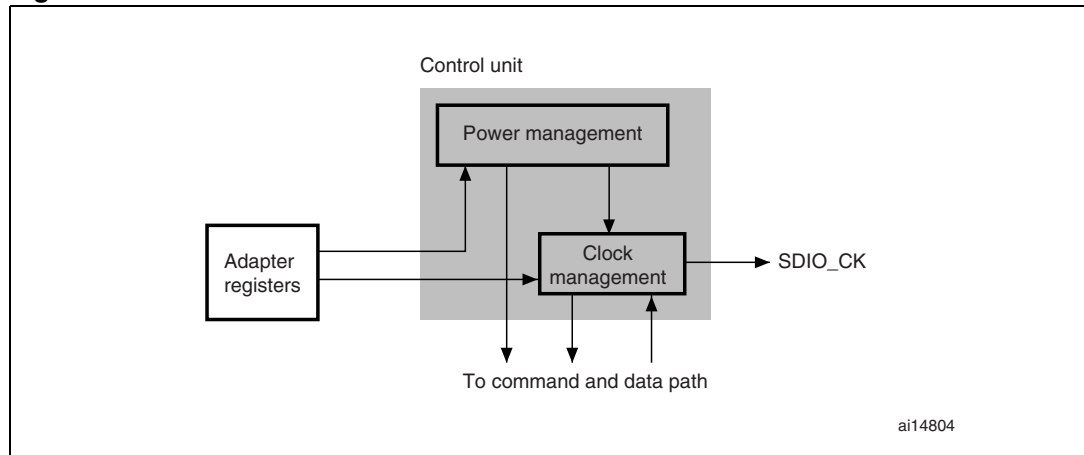 Control unit
Power management
Adapter
registers
Clock
management
SDIO_CK
To command and data path
ai14804